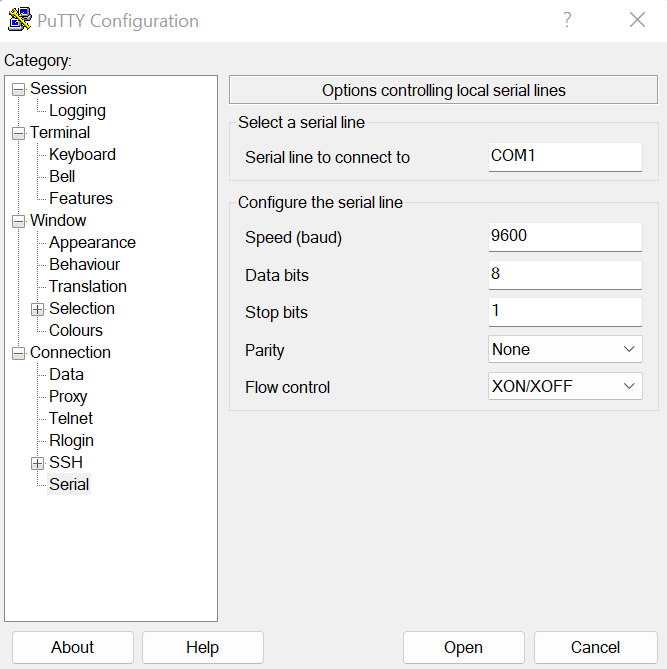 PuTTY Configuration
?
Category:
Session
Logging
Terminal
Keyboard
Bell
Features
Window
Appearance
Behaviour
Translation
Selection
Colours
Connection
Data
Proxy
Telnet
Rlogin
SSH
Serial
Options controlling local serial lines
Select a serial line
Serial line to connect to COM1
Configure the serial line
Speed (baud) 9600
Data bits 8
Stop bits 1
Parity None
Flow control XON/XOFF
About Help Open Cancel